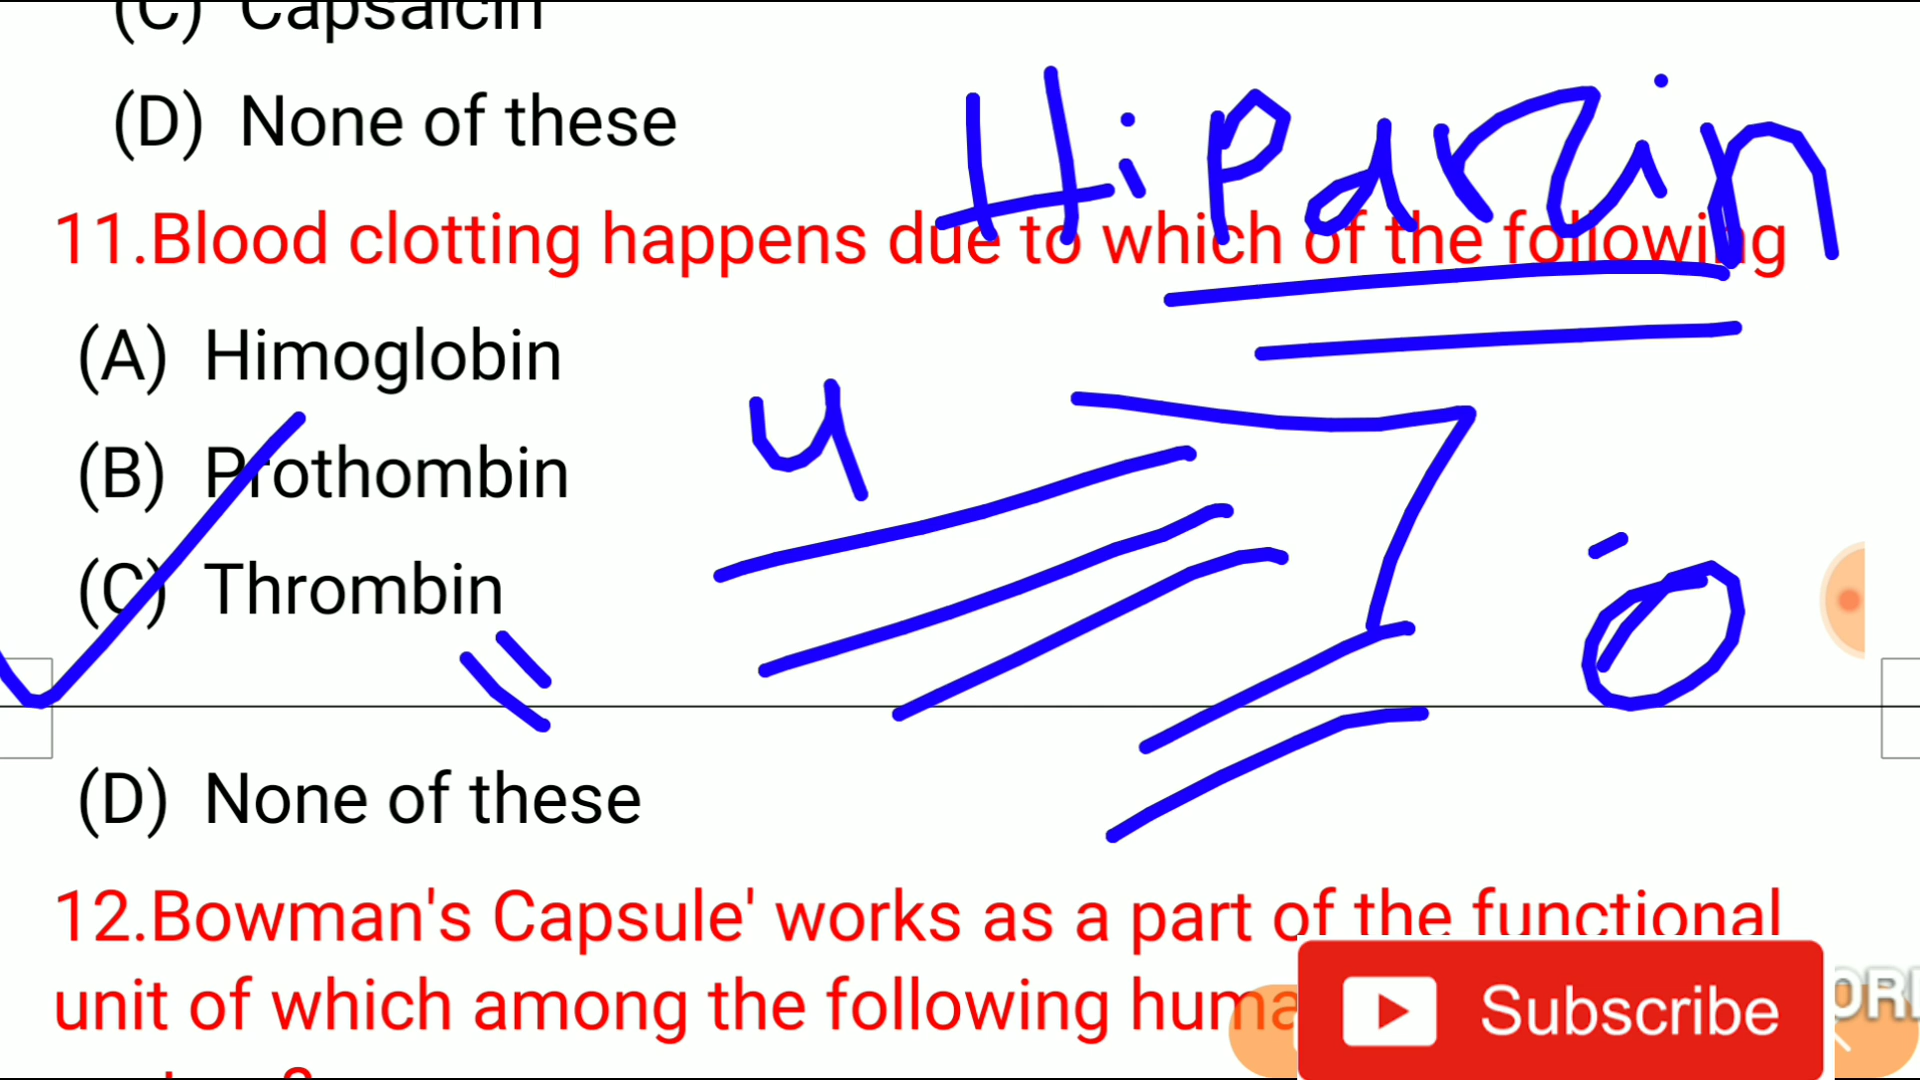 (C) Capsaicin
(D) None of these
Hiparin
11.Blood clotting happens due to which of the following
(A) Himoglobin
(B) Prothombin
(C) Thrombin
(D) None of these
12.Bowman's Capsule' works as a part of the functional
unit of which among the following huma
Subscribe